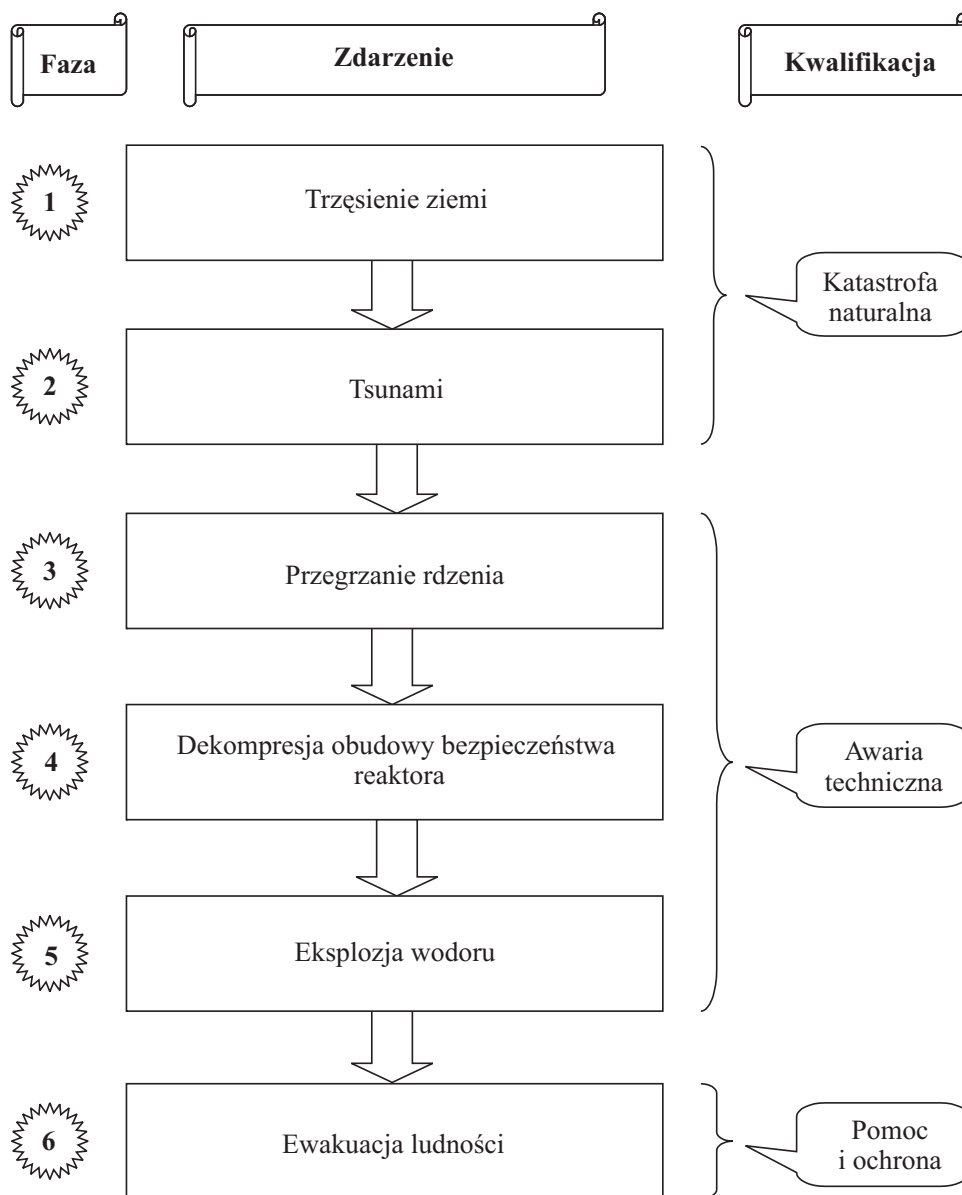 Faza
Zdarzenie
Kwalifikacja
1
Trzęsienie ziemi
Katastrofa
naturalna
2
Tsunami
3
Przegrzanie rdzenia
4
Dekompresja obudowy bezpieczeństwa
reaktora
Awaria
techniczna
5
Eksplozja wodoru
6
Ewakuacja ludności
Pomoc
i ochrona